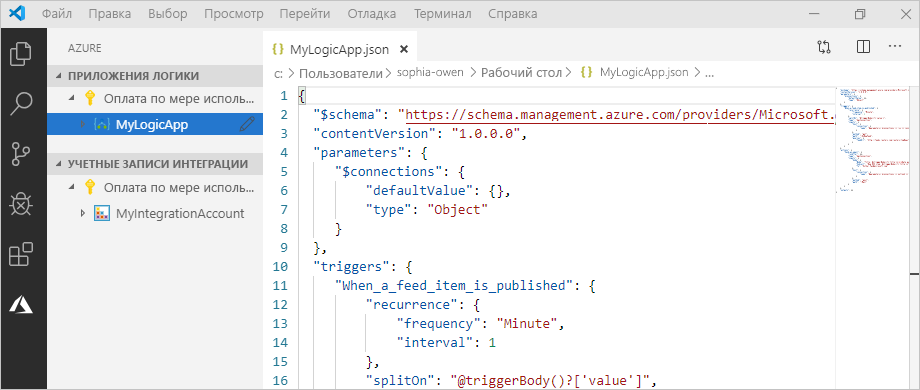 Файл Правка Выбор Просмотр Перейти Отладка Терминал Справка
AZURE
ПРИЛОЖЕНИЯ ЛОГИКИ
Оплата по мере исполь...
MyLogicApp
УЧЕТНЫЕ ЗАПИСИ ИНТЕГРАЦИИ
Оплата по мере исполь...
MyIntegrationAccount
{} MyLogicApp.json ×
c: > Пользователи > sophia-owen > Рабочий стол > {} MyLogicApp.json > ...
1 {
2 "$schema": "https://schema.management.azure.com/providers/Microsoft.
3 "contentVersion": "1.0.0.0",
4 "parameters": {
5 "$connections": {
6 "defaultValue": {},
7 "type": "Object"
8 }
9 },
10 "triggers": {
11 "When_a_feed_item_is_published": {
12 "recurrence": {
13 "frequency": "Minute",
14 "interval": 1
15 },
16 "splitOn": "@triggerBody()?['value']",